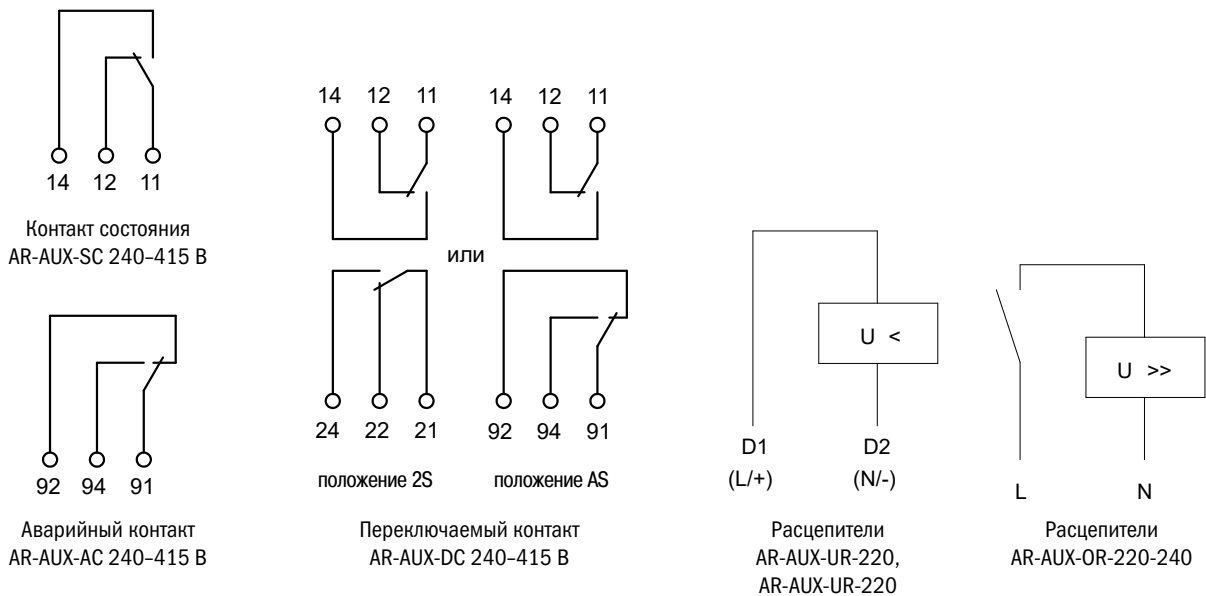 14 12 11
Контакт состояния
AR-AUX-SC 240–415 В
92 94 91
Аварийный контакт
AR-AUX-AC 240–415 В
14 12 11
14 12 11
или
24 22 21
92 94 91
положение 2S
положение AS
Переключаемый контакт
AR-AUX-DC 240–415 В
U <
D1
(L/+)
D2
(N/-)
Расцепители
AR-AUX-UR-220,
AR-AUX-UR-220
U >>
L
N
Расцепители
AR-AUX-OR-220-240